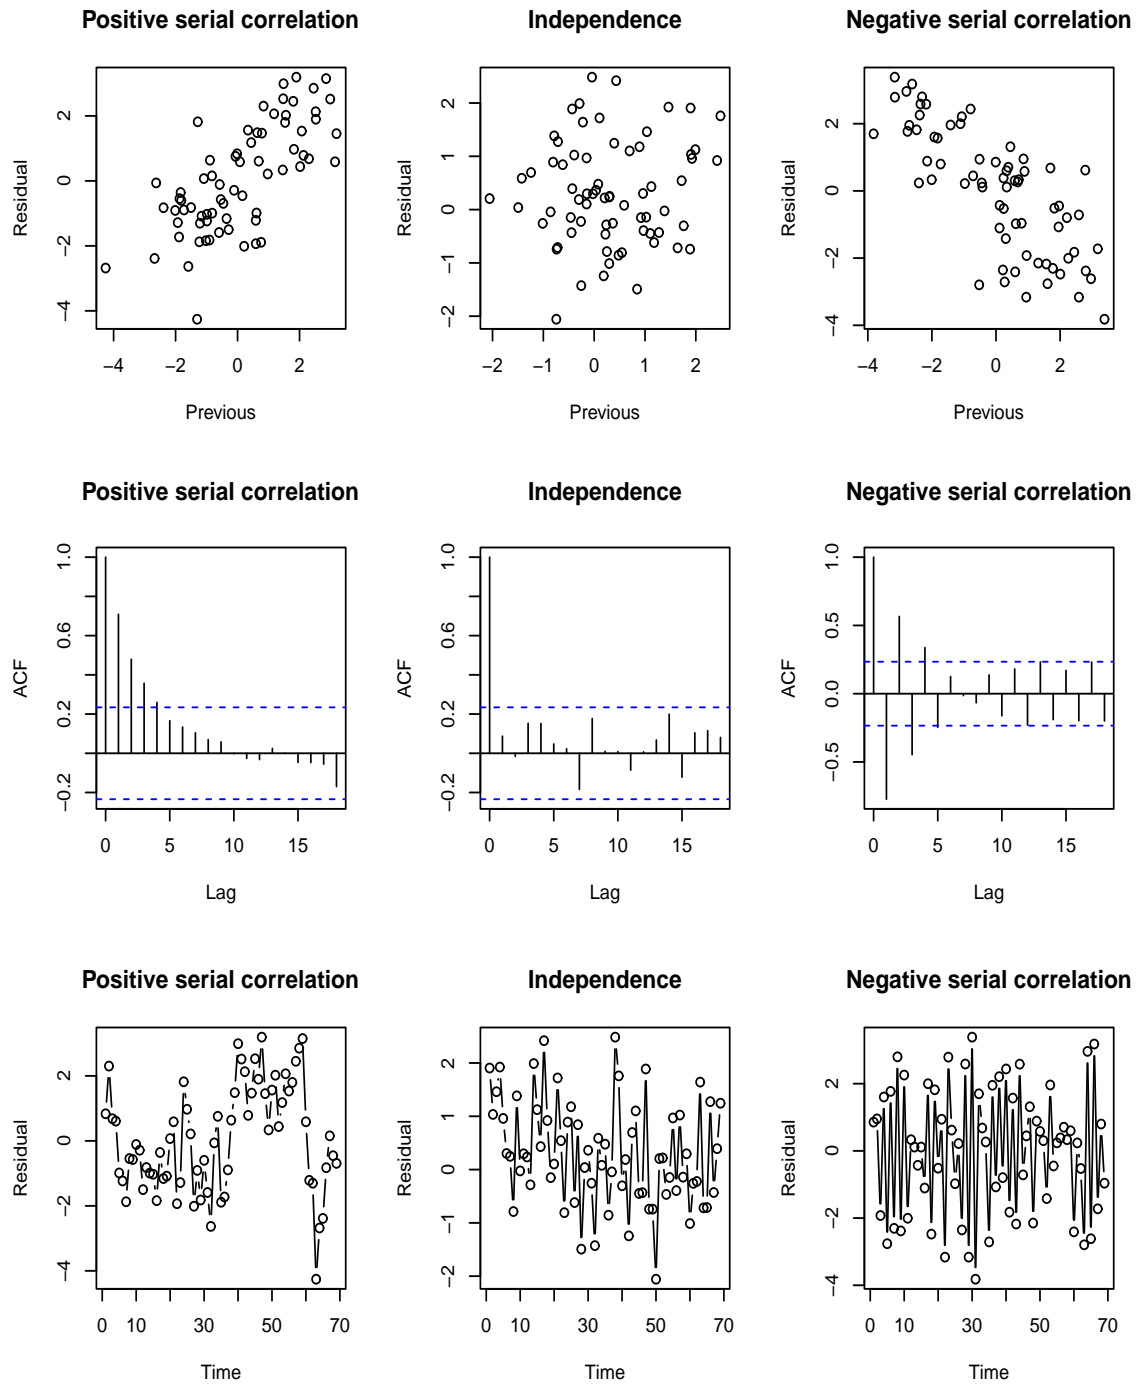 Positive serial correlation
Independence
Negative serial correlation
Residual
2
0
−2
−4
−4 −2 0 2
Previous
Residual
2
1
0
−1
−2
−2 −1 0 1 2
Previous
Residual
2
0
−2
−4
−4 −2 0 2
Previous
Positive serial correlation
Independence
Negative serial correlation
ACF
1.0
0.6
0.2
−0.2
0 5 10 15
Lag
ACF
1.0
0.6
0.2
−0.2
0 5 10 15
Lag
ACF
1.0
0.5
0.0
−0.5
0 5 10 15
Lag
Positive serial correlation
Independence
Negative serial correlation
Residual
2
0
−2
−4
0 10 30 50 70
Time
Residual
2
1
0
−1
−2
0 10 30 50 70
Time
Residual
2
0
−2
−4
0 10 30 50 70
Time